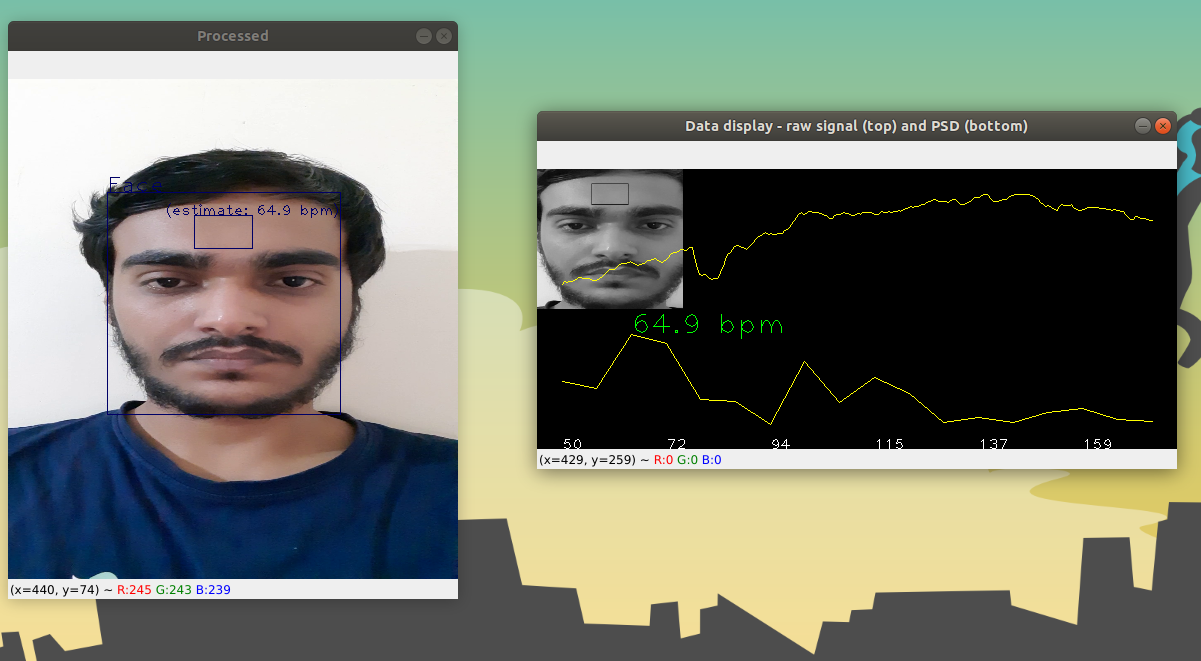 Processed
Face
(estimate: 64.9 bpm)
(x=440, y=74) ~ R:245 G:243 B:239
Data display - raw signal (top) and PSD (bottom)
64.9 bpm
50 72 94 115 137 159
(x=429, y=259) ~ R:0 G:0 B:0